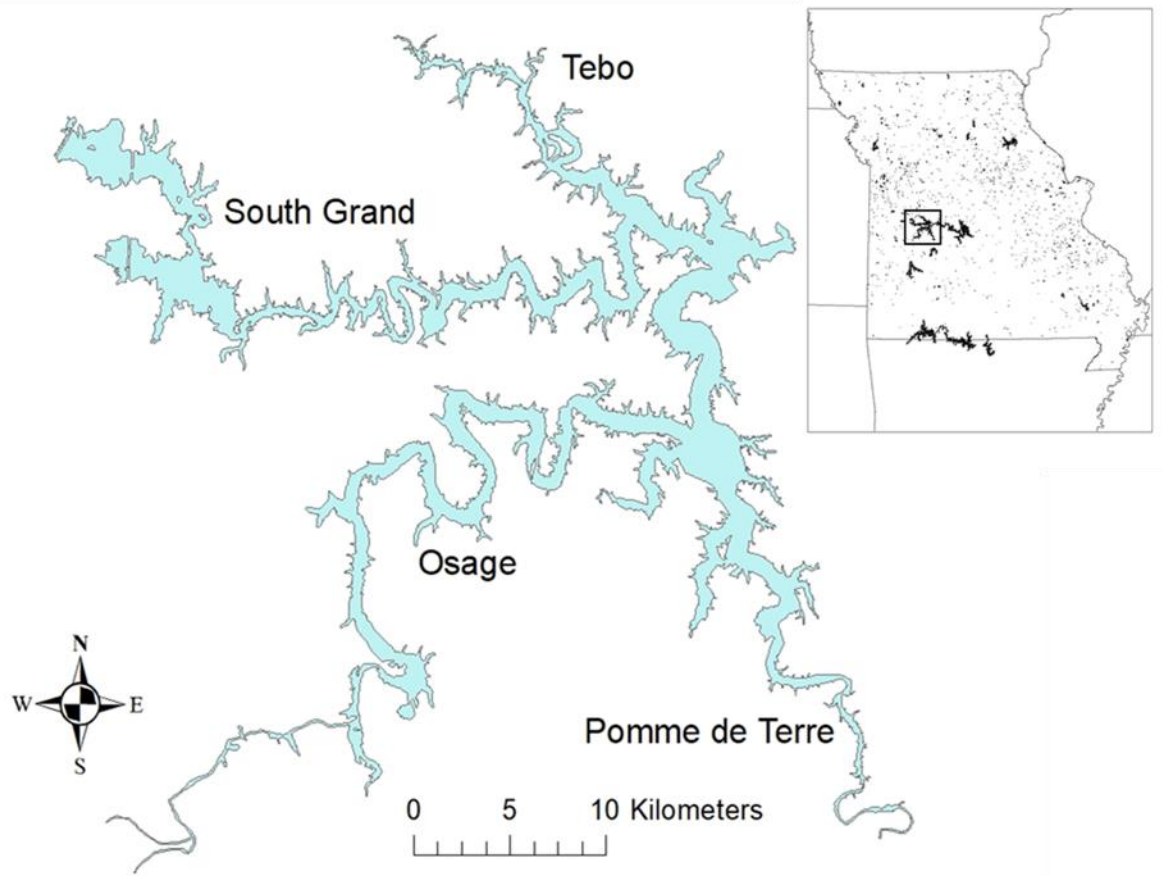 Tebo
South Grand
Osage
N
W E
S
Pomme de Terre
0 5 10 Kilometers